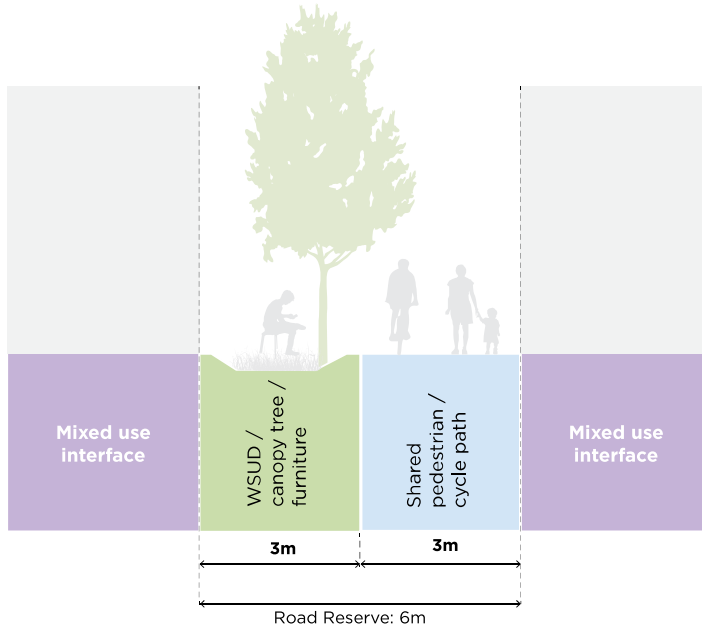 Mixed use
interface
WSUD /
canopy tree /
furniture
Shared
pedestrian /
cycle path
Mixed use
interface
3m
3m
Road Reserve: 6m